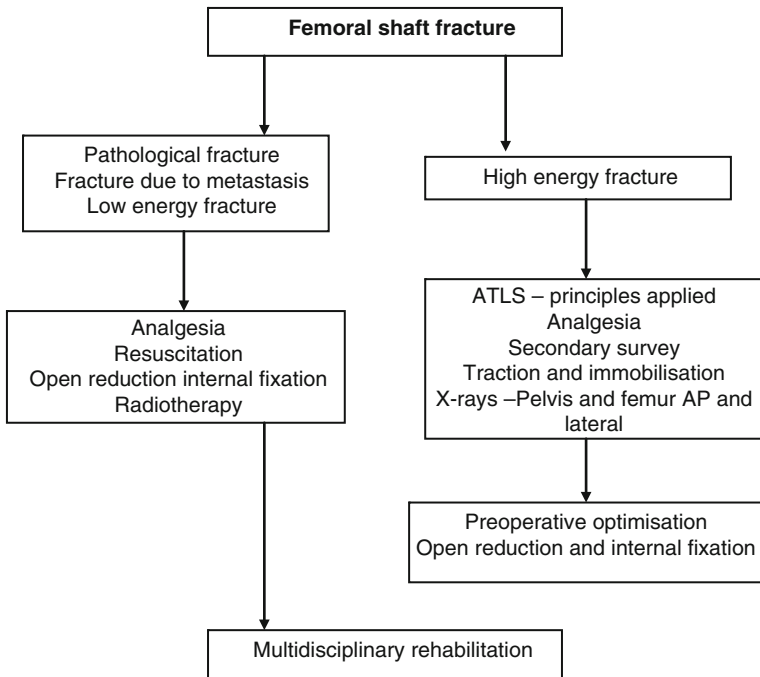 Femoral shaft fracture
Pathological fracture
Fracture due to metastasis
Low energy fracture
High energy fracture
Analgesia
Resuscitation
Open reduction internal fixation
Radiotherapy
ATLS – principles applied
Analgesia
Secondary survey
Traction and immobilisation
X-rays –Pelvis and femur AP and
lateral
Preoperative optimisation
Open reduction and internal fixation
Multidisciplinary rehabilitation